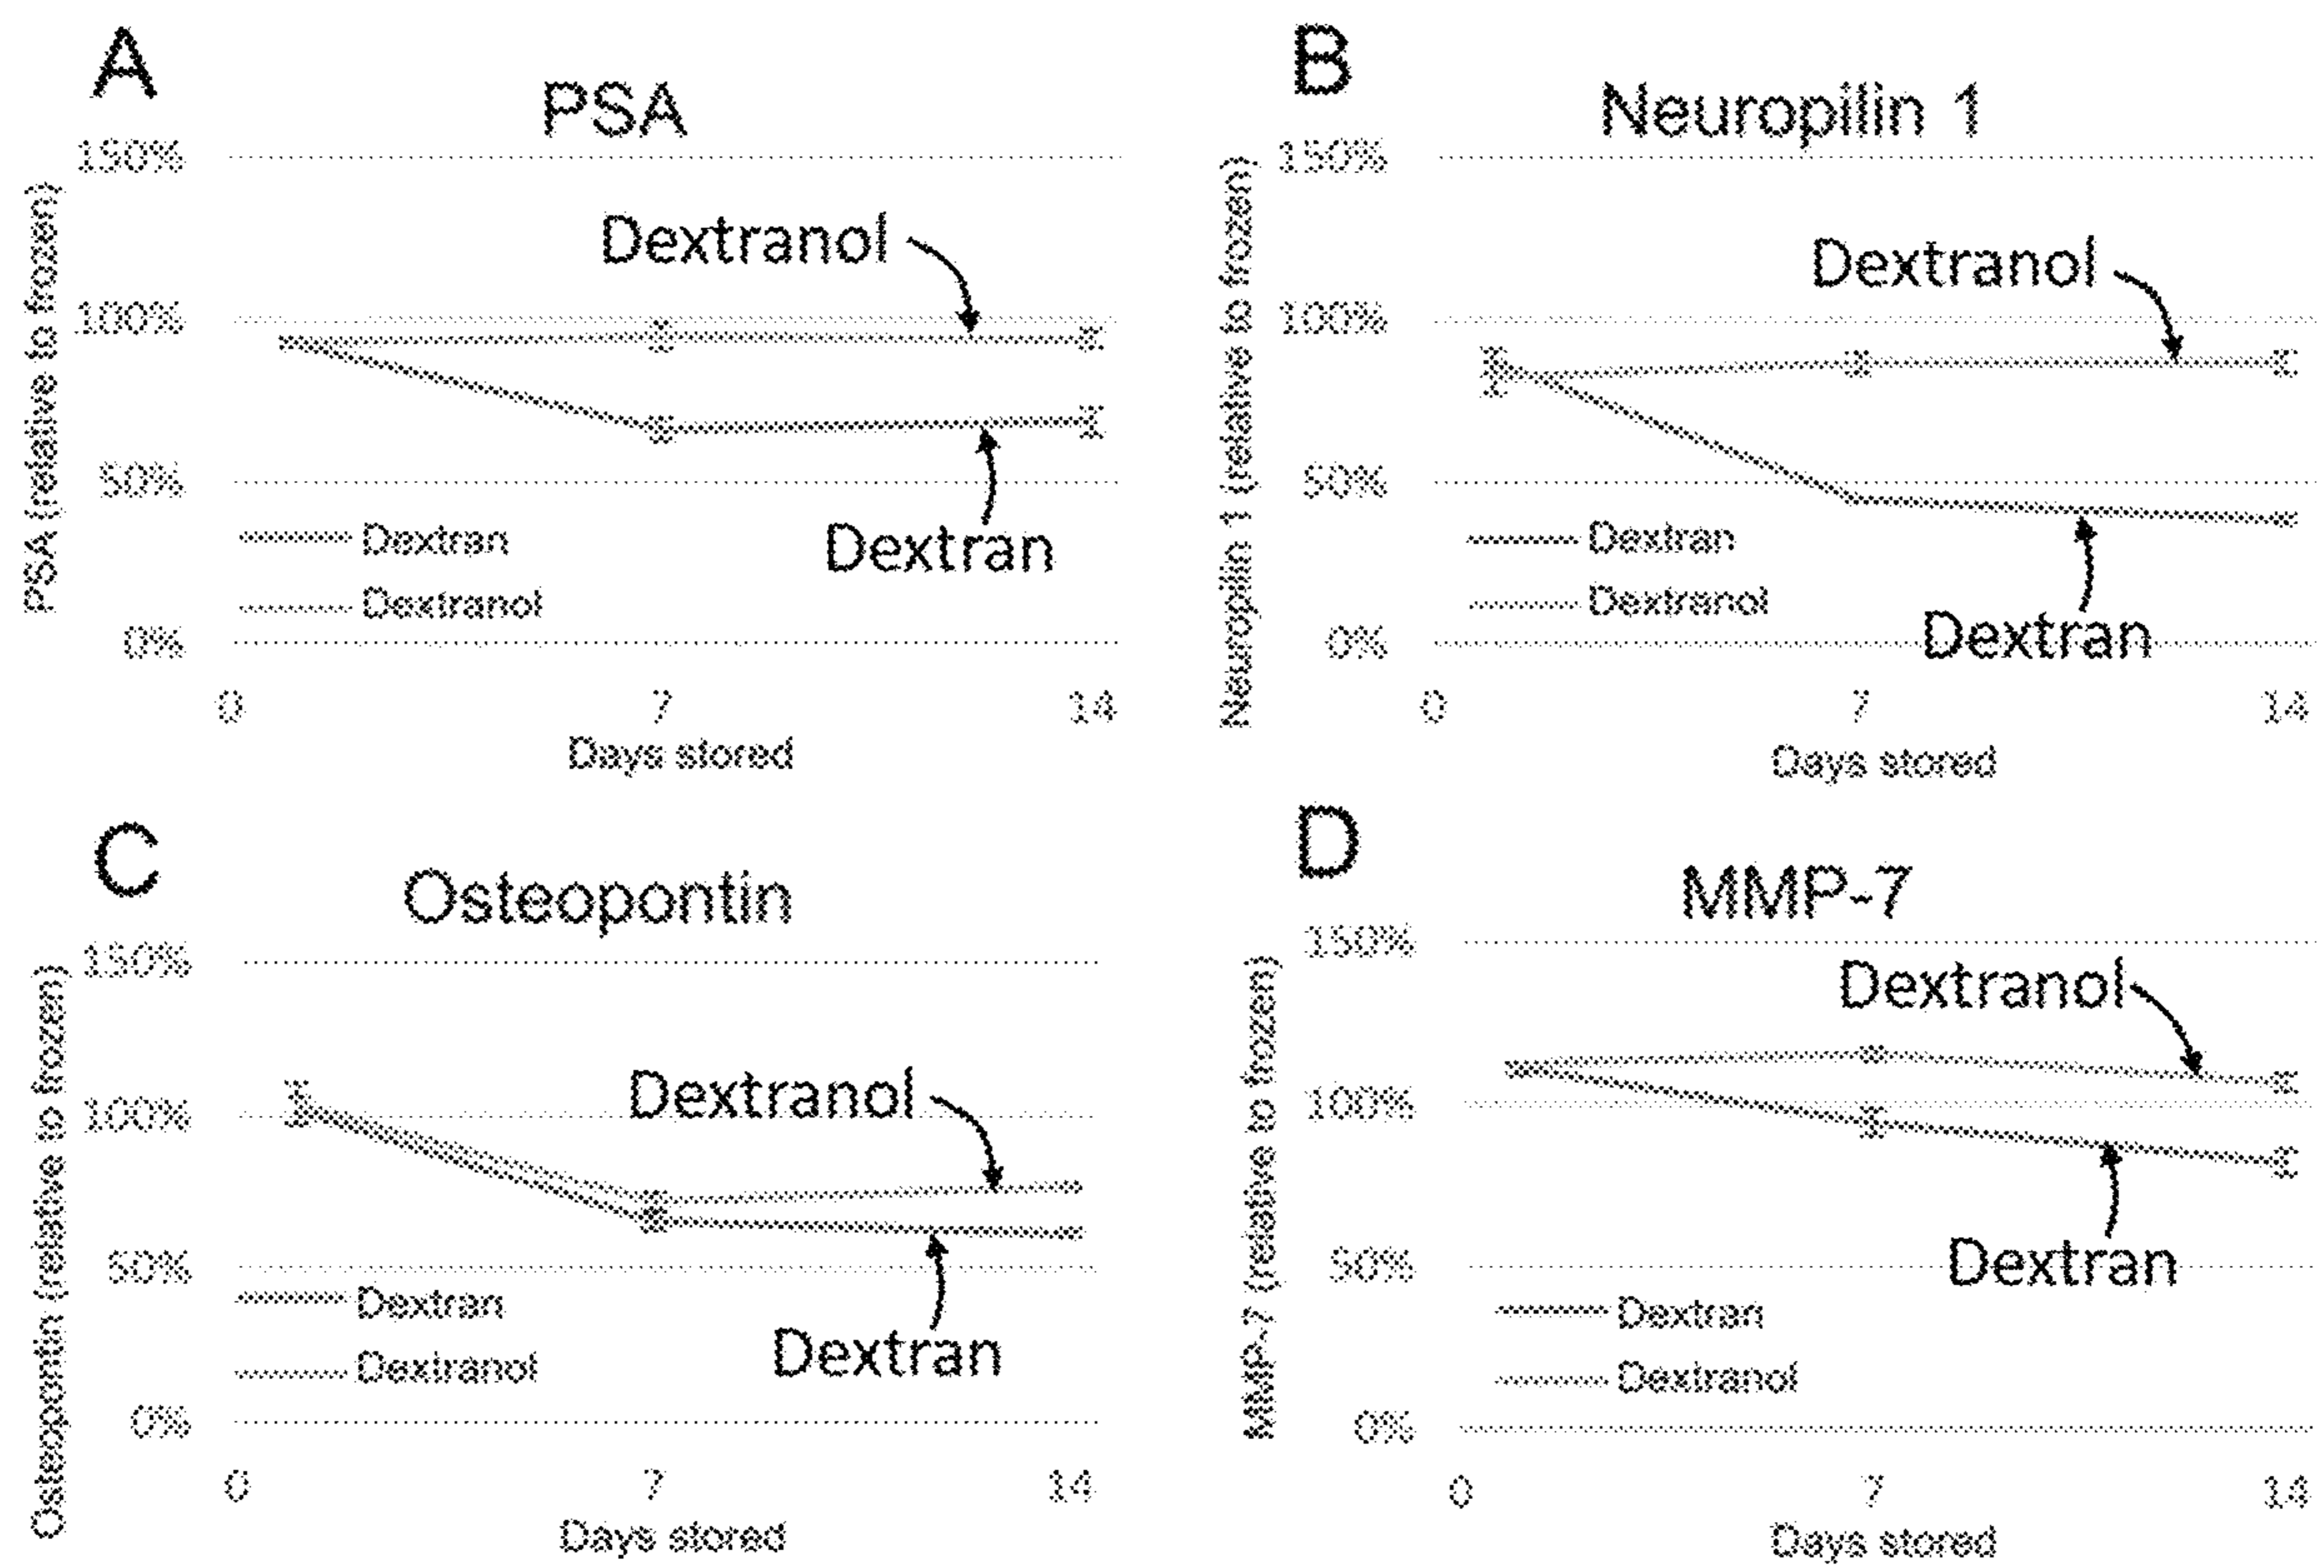 A
PSA
PSA (relative to frozen)
150%
100%
50%
0%
Dextranol
Dextran
Dextran
Dextranol
0
7
14
Days stored
B
Neuropilin 1
Neuropilin 1 (relative to frozen)
150%
100%
50%
0%
Dextranol
Dextran
Dextranol
Dextran
0
7
14
Days stored
C
Osteopontin
Osteopontin (relative to frozen)
150%
100%
50%
0%
Dextranol
Dextran
Dextranol
Dextran
0
7
14
Days stored
D
MMP-7
MMP-7 (relative to frozen)
150%
100%
50%
0%
Dextranol
Dextran
Dextran
Dextranol
0
7
14
Days stored